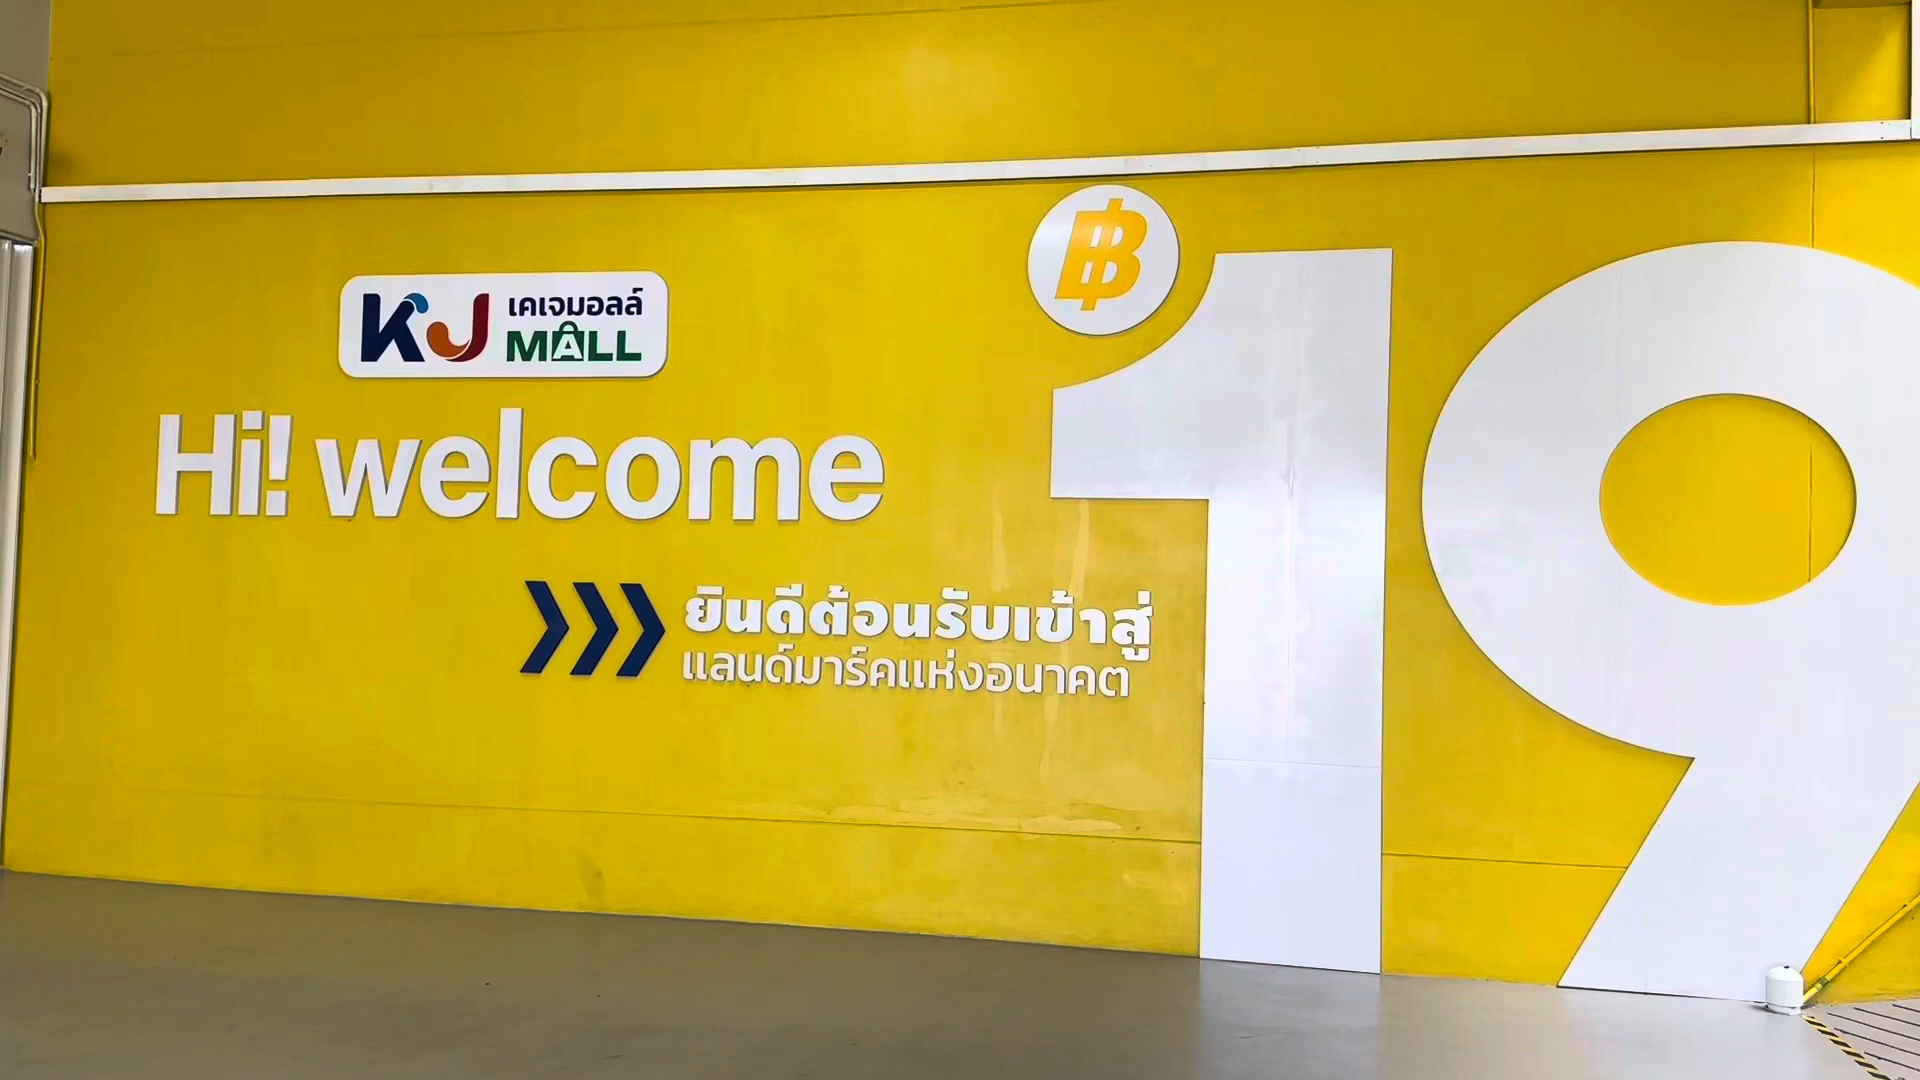 KJ เคเจมอลล์
MALL
Hi! welcome
ยินดีต้อนรับเข้าสู่
แลนด์มาร์คแห่งอนาคต
฿
19